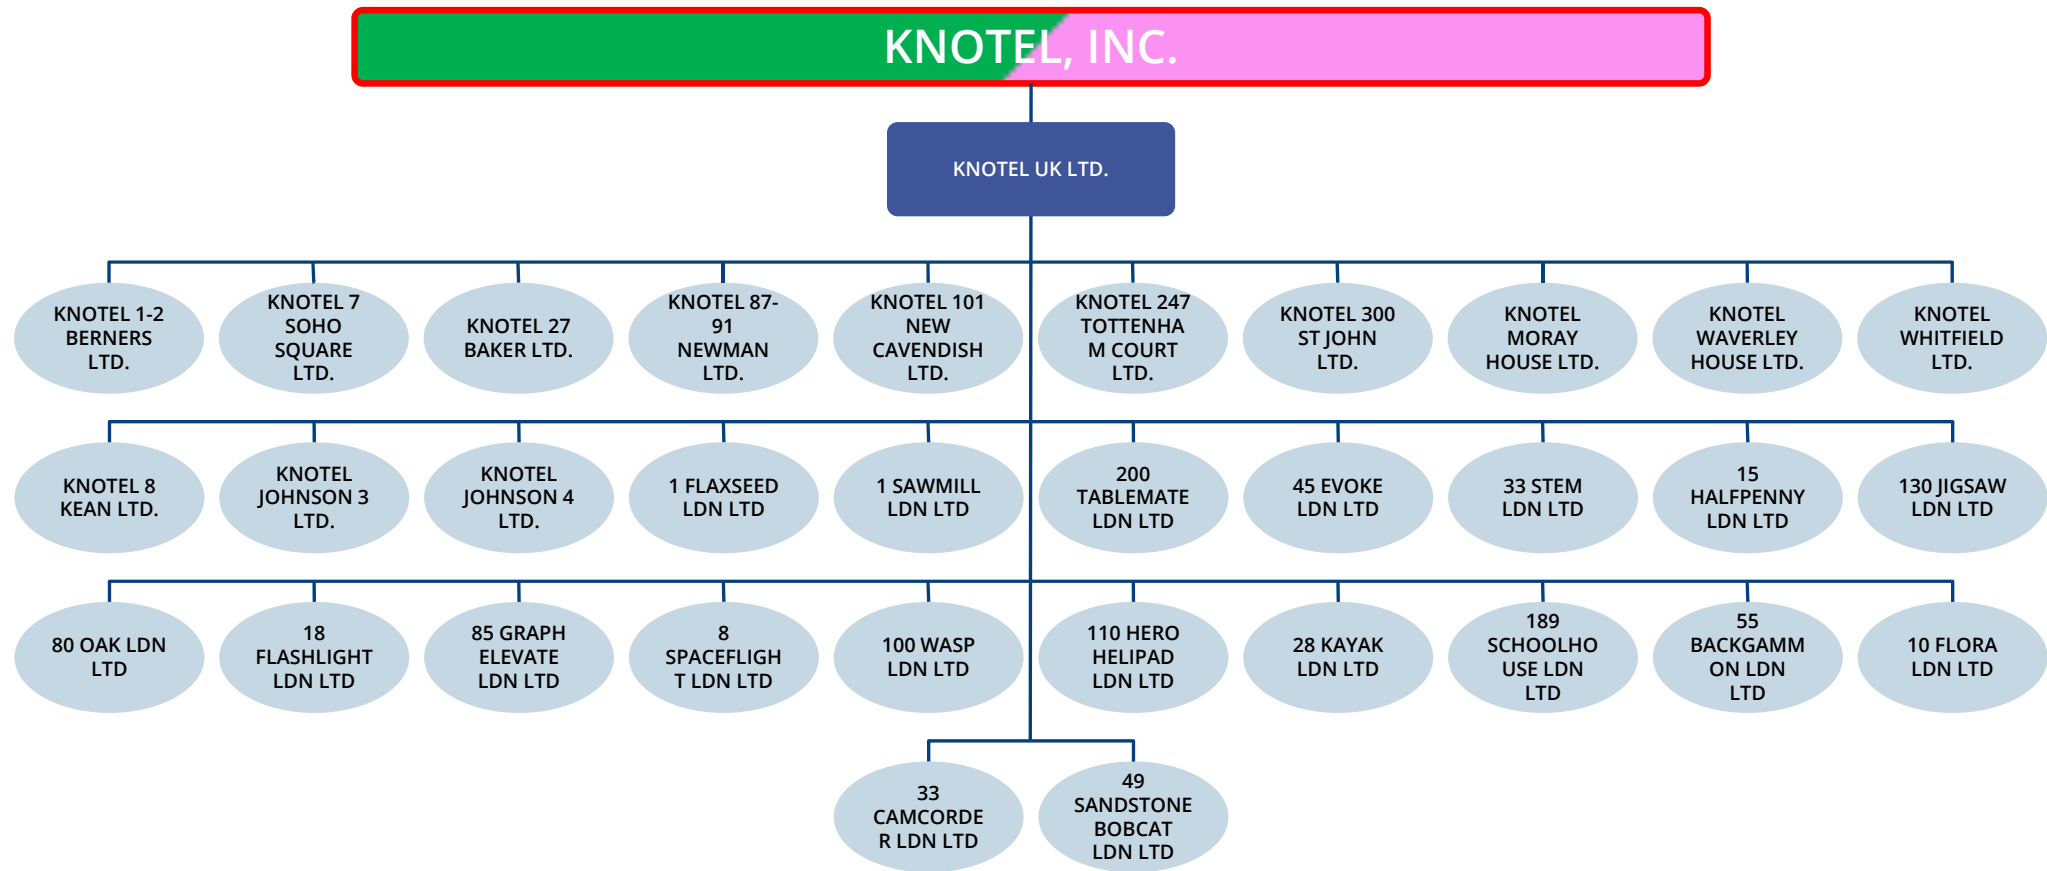 KNOTEL, INC.
KNOTEL UK LTD.
KNOTEL 1-2
BERNERS
LTD.
KNOTEL 7
SOHO
SQUARE
LTD.
KNOTEL 27
BAKER LTD.
KNOTEL 87-
91
NEWMAN
LTD.
KNOTEL 101
NEW
CAVENDISH
LTD.
KNOTEL 247
TOTTENHA
M COURT
LTD.
KNOTEL 300
ST JOHN
LTD.
KNOTEL
MORAY
HOUSE LTD.
KNOTEL
WAVERLEY
HOUSE LTD.
KNOTEL
WHITFIELD
LTD.
KNOTEL 8
KEAN LTD.
KNOTEL
JOHNSON 3
LTD.
KNOTEL
JOHNSON 4
LTD.
1 FLAXSEED
LDN LTD
1 SAWMILL
LDN LTD
200
TABLEMATE
LDN LTD
45 EVOKE
LDN LTD
33 STEM
LDN LTD
15
HALFPENNY
LDN LTD
130 JIGSAW
LDN LTD
80 OAK LDN
LTD
18
FLASHLIGHT
LDN LTD
85 GRAPH
ELEVATE
LDN LTD
8
SPACEFLIGH
T LDN LTD
100 WASP
LDN LTD
110 HERO
HELIPAD
LDN LTD
28 KAYAK
LDN LTD
189
SCHOOLHO
USE LDN
LTD
55
BACKGAMM
ON LDN
LTD
10 FLORA
LDN LTD
33
CAMCORDE
R LDN LTD
49
SANDSTONE
BOBCAT
LDN LTD